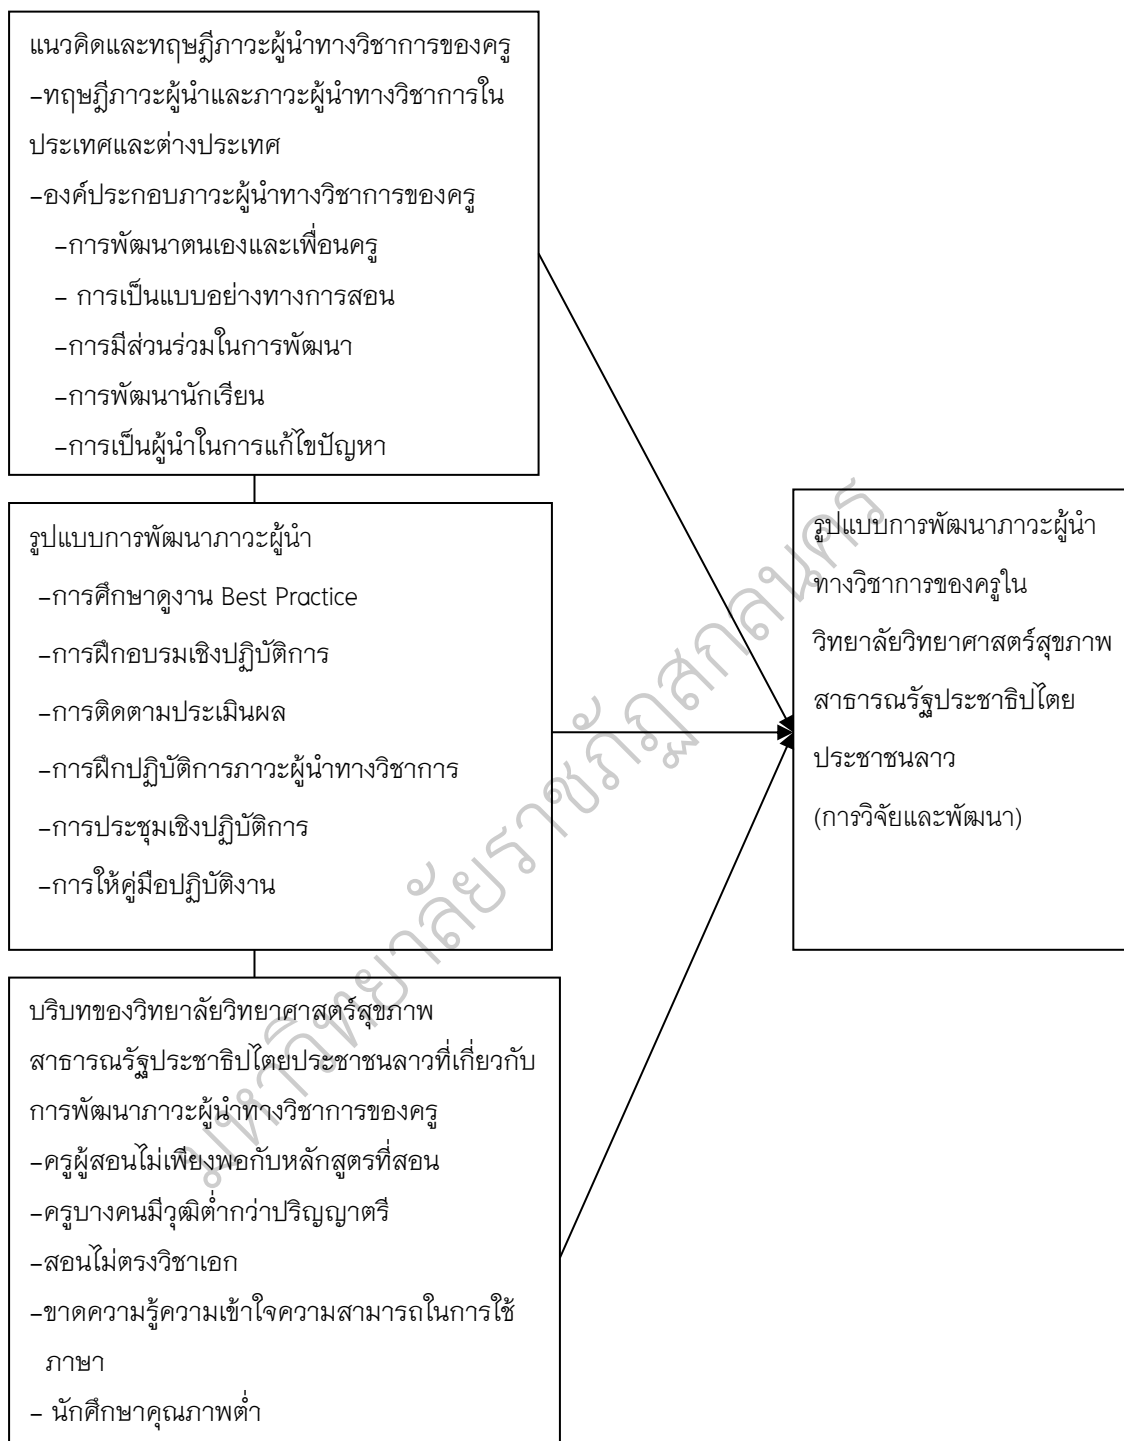 แนวคิดและทฤษฎีภาวะผู้นำทางวิชาการของครู
-ทฤษฎีภาวะผู้นำและภาวะผู้นำทางวิชาการใน
ประเทศและต่างประเทศ
-องค์ประกอบภาวะผู้นำทางวิชาการของครู
-การพัฒนาตนเองและเพื่อนครู
- การเป็นแบบอย่างทางการสอน
-การมีส่วนร่วมในการพัฒนา
-การพัฒนานักเรียน
-การเป็นผู้นำในการแก้ไขปัญหา
รูปแบบการพัฒนาภาวะผู้นำ
-การศึกษาดูงาน Best Practice
-การฝึกอบรมเชิงปฏิบัติการ
-การติดตามประเมินผล
-การฝึกปฏิบัติการภาวะผู้นำทางวิชาการ
-การประชุมเชิงปฏิบัติการ
-การให้คู่มือปฏิบัติงาน
บริบทของวิทยาลัยวิทยาศาสตร์สุขภาพ
สาธารณรัฐประชาธิปไตยประชาชนลาวที่เกี่ยวกับ
การพัฒนาภาวะผู้นำทางวิชาการของครู
-ครูผู้สอนไม่เพียงพอกับหลักสูตรที่สอน
-ครูบางคนมีวุฒิต่ำกว่าปริญญาตรี
-สอนไม่ตรงวิชาเอก
-ขาดความรู้ความเข้าใจความสามารถในการใช้
ภาษา
- นักศึกษาคุณภาพต่ำ
รูปแบบการพัฒนาภาวะผู้นำ
ทางวิชาการของครูใน
วิทยาลัยวิทยาศาสตร์สุขภาพ
สาธารณรัฐประชาธิปไตย
ประชาชนลาว
(การวิจัยและพัฒนา)
มหาวิทยาลัยราชภัฏสกลนคร